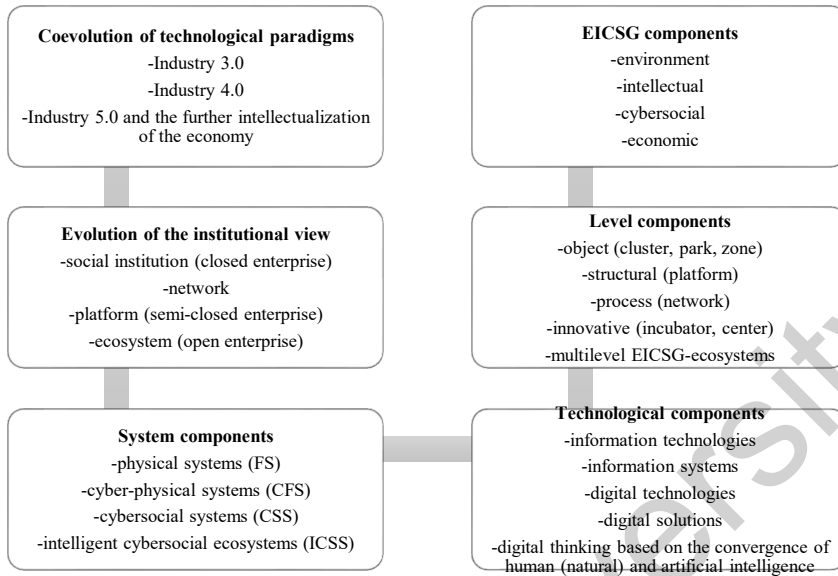 Coevolution of technological paradigms
-Industry 3.0
-Industry 4.0
-Industry 5.0 and the further intellectualization
of the economy
Evolution of the institutional view
-social institution (closed enterprise)
-network
-platform (semi-closed enterprise)
-ecosystem (open enterprise)
System components
-physical systems (FS)
-cyber-physical systems (CFS)
-cybersocial systems (CSS)
-intelligent cybersocial ecosystems (ICSS)
EICSG components
-environment
-intellectual
-cybersocial
-economic
Level components
-object (cluster, park, zone)
-structural (platform)
-process (network)
-innovative (incubator, center)
-multilevel EICSG-ecosystems
Technological components
-information technologies
-information systems
-digital technologies
-digital solutions
-digital thinking based on the convergence of
human (natural) and artificial intelligence